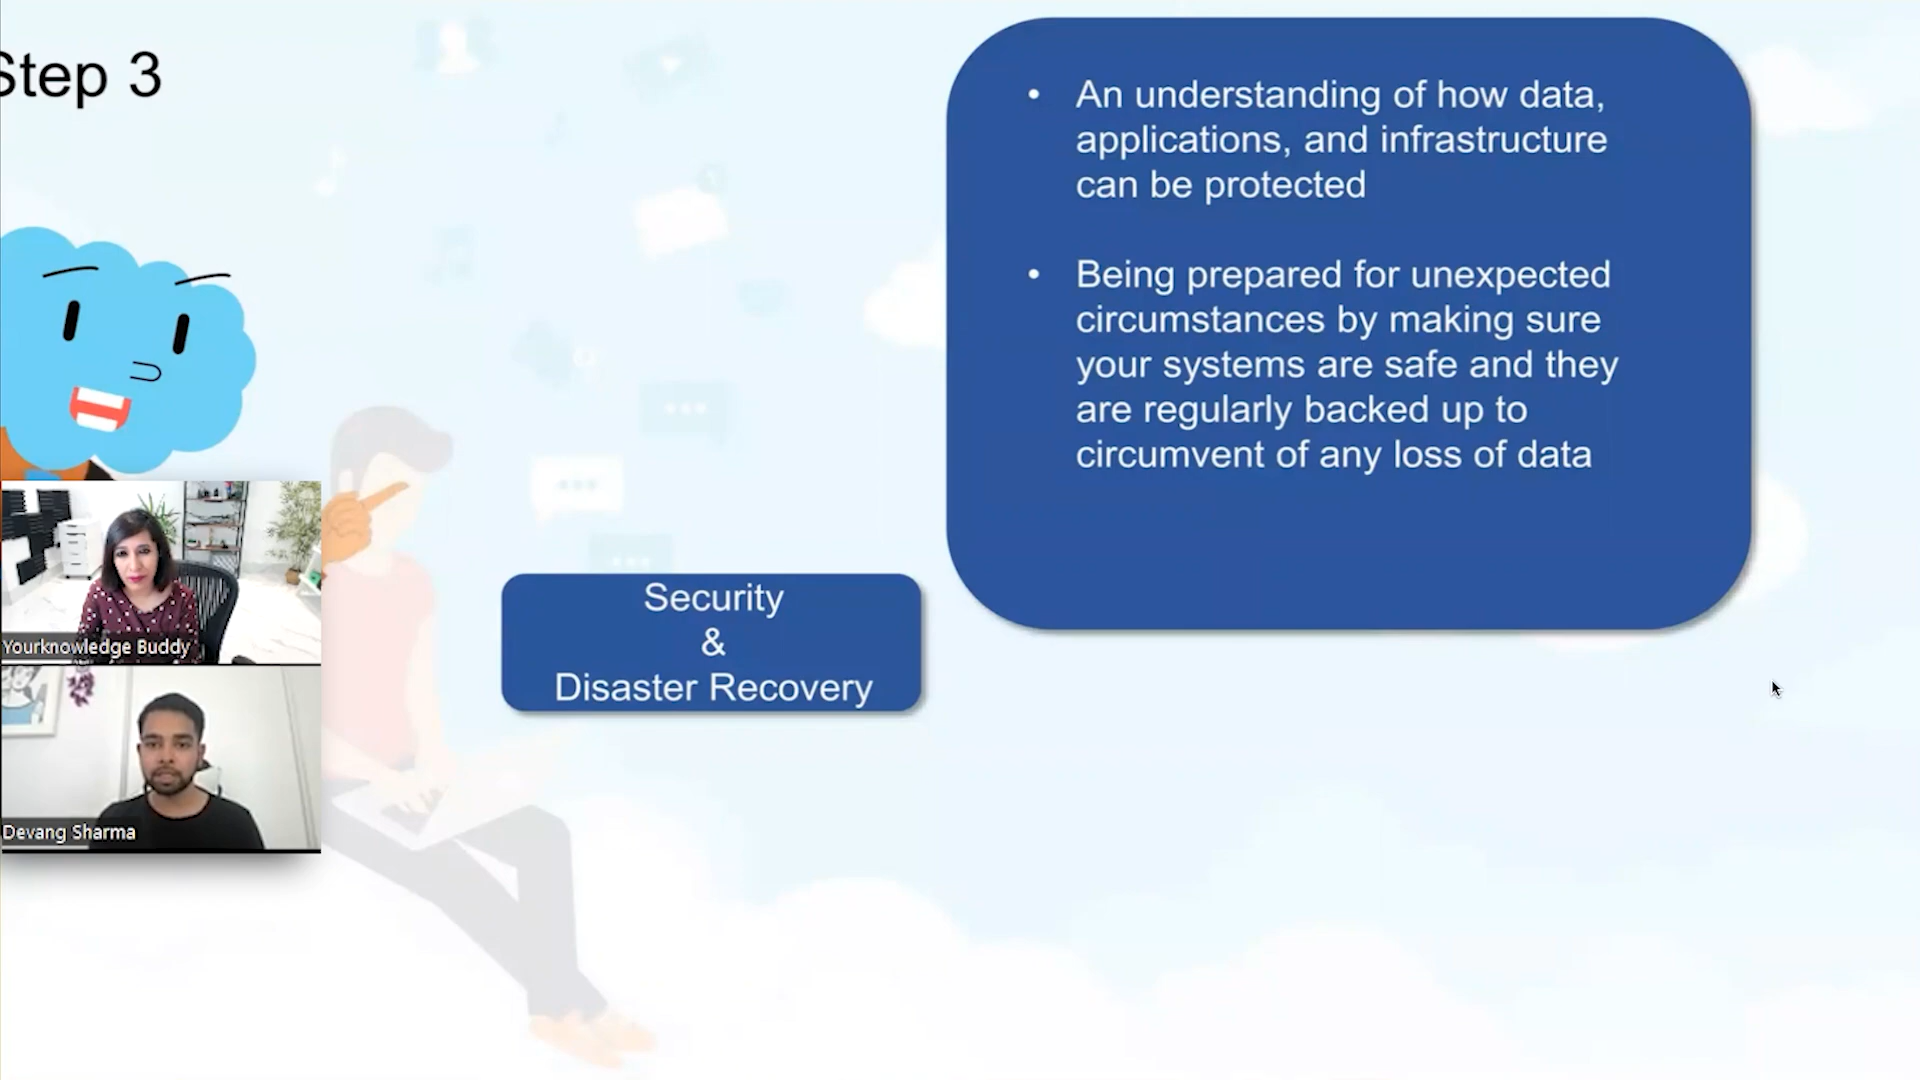 Step 3
• An understanding of how data,
applications, and infrastructure
can be protected
• Being prepared for unexpected
circumstances by making sure
your systems are safe and they
are regularly backed up to
circumvent of any loss of data
Security
&
Disaster Recovery
Yourknowledge Buddy
Devang Sharma